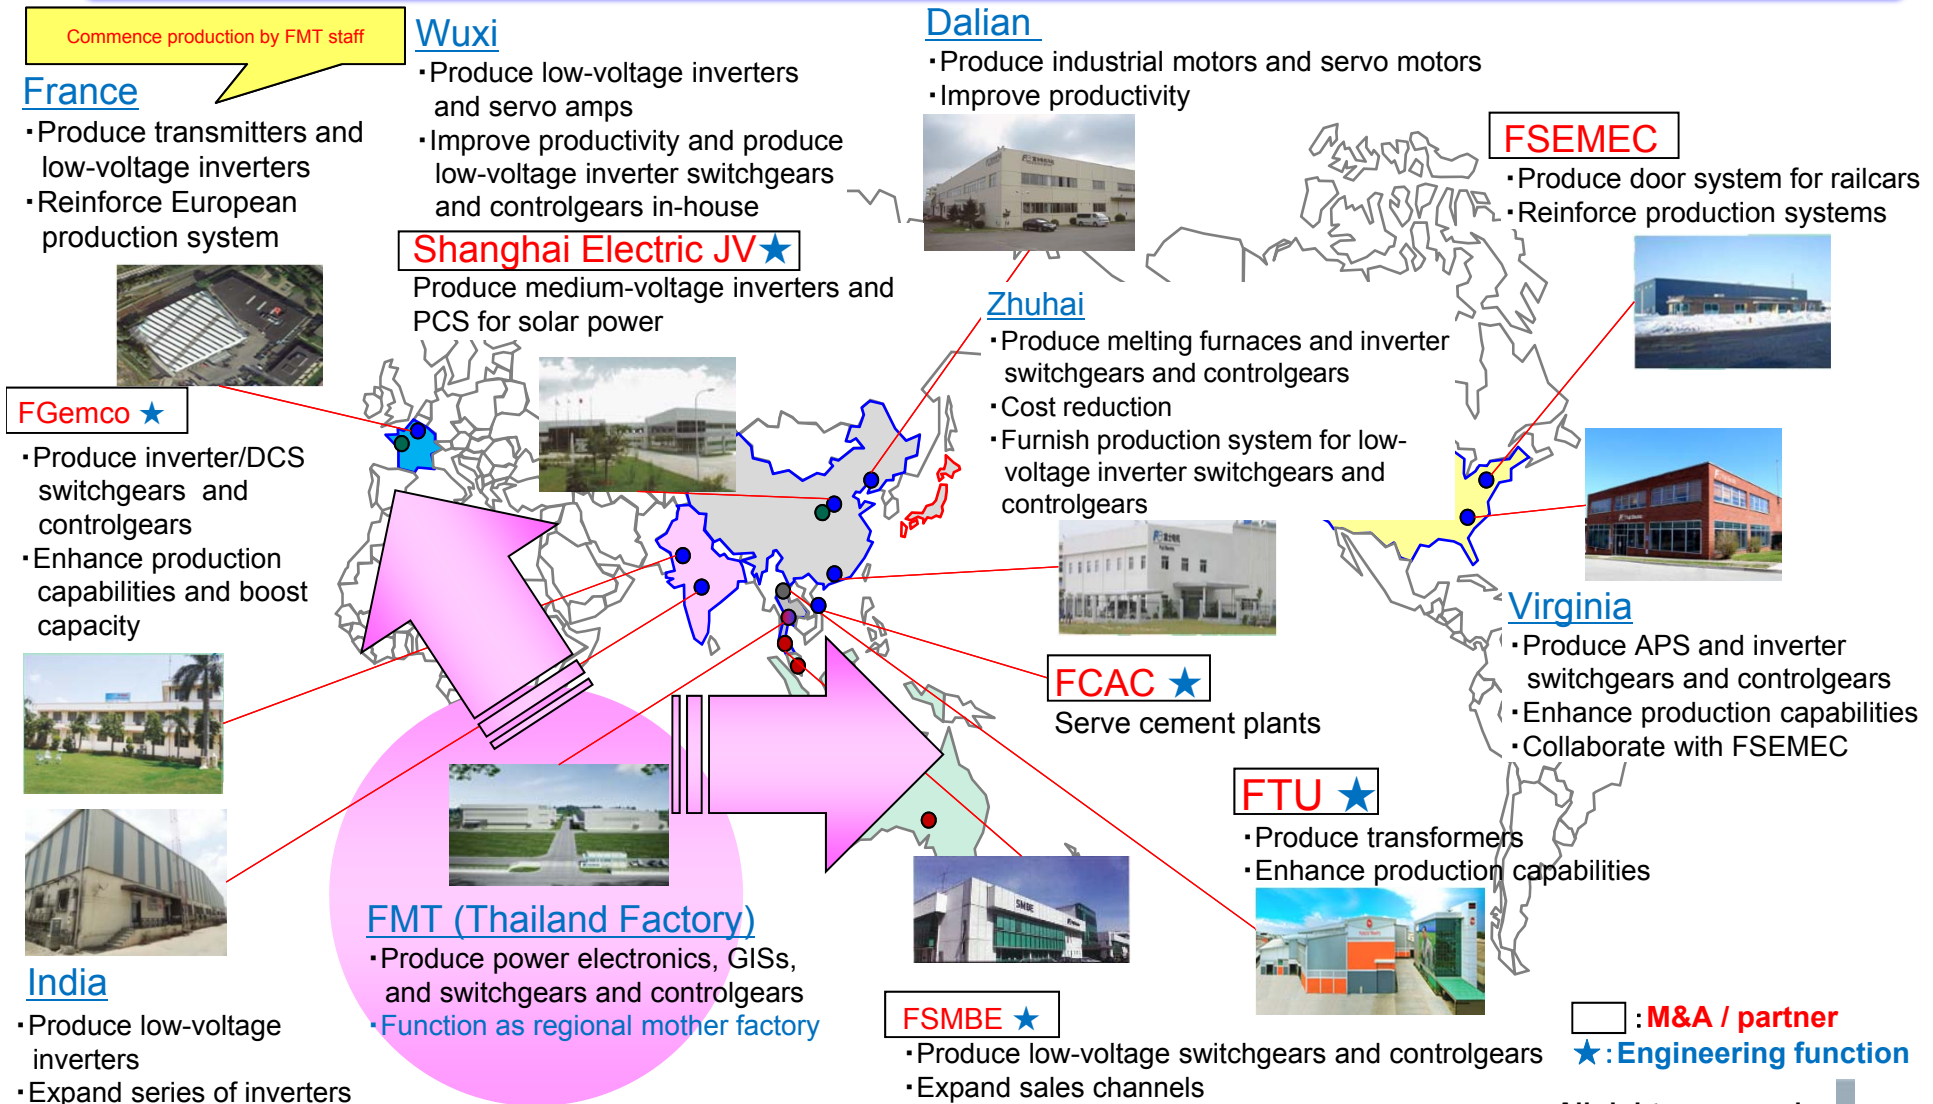 Commence production by FMT staff
France
・Produce transmitters and
low-voltage inverters
・Reinforce European
production system
Wuxi
・Produce low-voltage inverters
and servo amps
・Improve productivity and produce
low-voltage inverter switchgears
and controlgears in-house
Shanghai Electric JV★
Produce medium-voltage inverters and
PCS for solar power
Dalian
・Produce industrial motors and servo motors
・Improve productivity
FSEMEC
・Produce door system for railcars
・Reinforce production systems
Zhuhai
・Produce melting furnaces and inverter
switchgears and controlgears
・Cost reduction
・Furnish production system for low-
voltage inverter switchgears and
controlgears
FGemco ★
・Produce inverter/DCS
switchgears and
controlgears
・Enhance production
capabilities and boost
capacity
Virginia
・Produce APS and inverter
switchgears and controlgears
・Enhance production capabilities
・Collaborate with FSEMEC
FCAC ★
Serve cement plants
FTU ★
・Produce transformers
・Enhance production capabilities
FMT (Thailand Factory)
・Produce power electronics, GISs,
and switchgears and controlgears
・Function as regional mother factory
SMBE
FSMBE ★
・Produce low-voltage switchgears and controlgears
・Expand sales channels
India
・Produce low-voltage
inverters
・Expand series of inverters
: M&A / partner
★: Engineering function